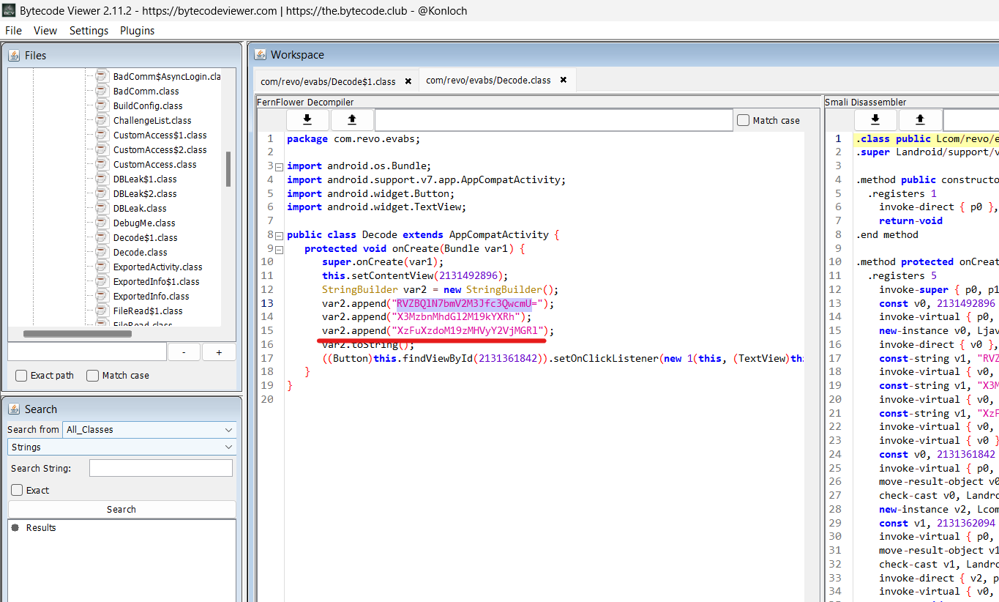 Bytecode Viewer 2.11.2 - https://bytecodeviewer.com | https://the.bytecode.club - @Konloch
File View Settings Plugins
Files
BadComm$AsyncLogin.cla
BadComm.class
BuildConfig.class
ChallengeList.class
CustomAccess$1.class
CustomAccess$2.class
CustomAccess.class
DBLeak$1.class
DBLeak$2.class
DBLeak.class
DebugMe.class
Decode$1.class
Decode.class
ExportedActivity.class
ExportedInfo$1.class
ExportedInfo.class
FileRead$1.class
FileRead.class
- +
Exact path Match case
Search
Search from All_Classes
Strings
Search String:
Exact
Search
Results
Workspace
com/revo/evabs/Decode$1.class com/revo/evabs/Decode.class
FernFlower Decompiler
Match case
1 package com.revo.evabs;
2
3 import android.os.Bundle;
4 import android.support.v7.app.AppCompatActivity;
5 import android.widget.Button;
6 import android.widget.TextView;
7
8 public class Decode extends AppCompatActivity {
9 protected void onCreate(Bundle var1) {
10 super.onCreate(var1);
11 this.setContentView(2131492896);
12 StringBuilder var2 = new StringBuilder();
13 var2.append("RVZBQlN7bmV2M3Jfc3QwcmU=");
14 var2.append("X3MzbnMhdGl2M19kYXRh");
15 var2.append("XzFuXzdoM19zMHVyY2VjMGRl");
16 var2.toString();
17 ((Button)this.findViewById(2131361842)).setOnClickListener(new 1(this, (TextView)thi
18 }
19 }
20
Smali Disassembler
1 .class public Lcom/revo/e
2 .super Landroid/support/v
3
4 .method public constructo
5 .registers 1
6 invoke-direct { p0 },
7 return-void
8 .end method
9
10 .method protected onCreat
11 .registers 5
12 invoke-super { p0, p1
13 const v0, 2131492896
14 invoke-virtual { p0,
15 new-instance v0, Ljav
16 invoke-direct { v0 },
17 const-string v1, "RVZ
18 invoke-virtual { v0,
19 const-string v1, "X3M
20 invoke-virtual { v0,
21 const-string v1, "XzF
22 invoke-virtual { v0,
23 invoke-virtual { v0 }
24 const v0, 2131361842
25 invoke-virtual { p0,
26 move-result-object v0
27 check-cast v0, Landro
28 new-instance v2, Lcom
29 const v1, 2131362094
30 invoke-virtual { p0,
31 move-result-object v1
32 check-cast v1, Landro
33 invoke-direct { v2, p
34 invoke-virtual { v0,